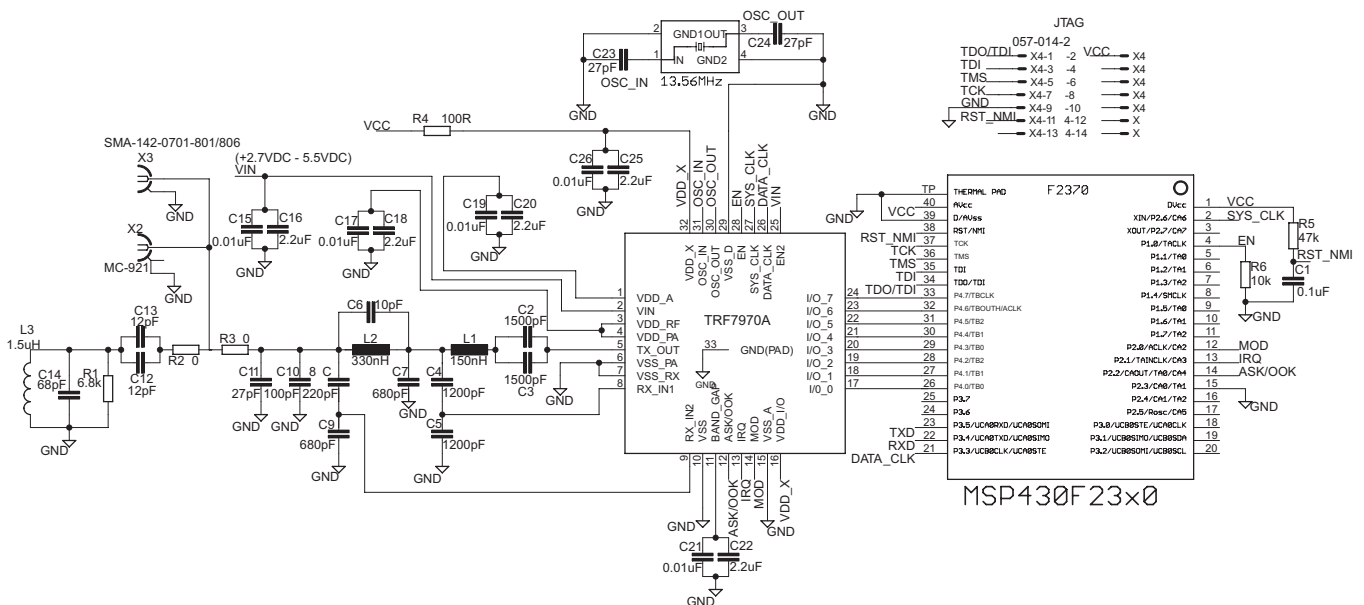 OSC_OUT
C24 27pF
C23
27pF
OSC_IN
2
1
3
4
GND1OUT
IN
GND2
13.56MHz
GND
GND
JTAG
057-014-2
TDO/TDI X4-1 -2 VCC X4
TDI X4-3 -4 X4
TMS X4-5 -6 X4
TCK X4-7 -8 X4
GND X4-9 -10 X4
RST_NMI X4-11 4-12 X
X4-13 4-14 X
GND
VCC
R4 100R
SMA-142-0701-801/806
X3
GND
X2
MC-921
GND
(+2.7VDC - 5.5VDC)
VIN
C15
0.01uF
C16
2.2uF
GND
C17
0.01uF
C18
2.2uF
GND
C19
0.01uF
C20
2.2uF
GND
C26
0.01uF
C25
2.2uF
GND
VDD_X
OSC_IN
OSC_OUT
EN
SYS_CLK
DATA_CLK
VIN
32
31
30
29
28
27
26
25
VDD_X
OSC_IN
OSC_OUT
VSS_D
EN
SYS_CLK
DATA_CLK
EN2
TRF7970A
33 GND(PAD)
GND
1 VDD_A
2 VIN
3 VDD_RF
4 VDD_PA
5 TX_OUT
6 VSS_PA
7 VSS_RX
8 RX_IN1
RX_IN2
VSS
BAND_GAP
ASK/OOK
IRQ
MOD
VSS_A
VDD_I/O
9
10
11
12
13
14
15
16
ASK/OOK
IRQ
MOD
VDD_X
GND
GND
C21
0.01uF
C22
2.2uF
GND
I/O_7 24
I/O_6 23
I/O_5 22
I/O_4 21
I/O_3 20
I/O_2 19
I/O_1 18
I/0_0 17
L3
1.5uH
C14
68pF
R1
6.8k
GND
C13
12pF
C12
12pF
R2 0
R3 0
C11
27pF
GND
C10
100pF
GND
C 8
220pF
C9
680pF
GND
C6
10pF
L2
330nH
C7
680pF
GND
C4
1200pF
C5
1200pF
GND
L1
150nH
C2
1500pF
1500pF
C3
GND
F2370
TP THERMAL PAD
40 AVcc
39 D/AVss
38 RST/NMI
37 TCK
36 TMS
35 TDI
34 TDO/TDI
33 P4.7/TBCLK
32 P4.6/TBOUTH/ACLK
31 P4.5/TB2
30 P4.4/TB1
29 P4.3/TB0
28 P4.2/TB2
27 P4.1/TB1
26 P4.0/TB0
25 P3.7
24 P3.6
23 P3.5/UCA0RXD/UCA0SOMI
22 P3.4/UCA0TXD/UCA0SIMO
21 P3.3/UCB0CLK/UCA0STE
GND
VCC
RST_NMI
TCK
TMS
TDI
TDO/TDI
TXD
RXD
DATA_CLK
DVcc 1
XIN/P2.6/CA6 2
XOUT/P2.7/CA7 3
P1.0/TACLK 4
P1.1/TA0 5
P1.2/TA1 6
P1.3/TA2 7
P1.4/SMCLK 8
P1.5/TA0 9
P1.6/TA1 10
P1.7/TA2 11
P2.0/ACLK/CA2 12
P2.1/TAINCLK/CA3 13
P2.2/CAOUT/TA0/CA4 14
P2.3/CA0/TA1 15
P2.4/CA1/TA2 16
P2.5/Rosc/CA5 17
P3.0/UCB0STE/UCA0CLK 18
P3.1/UCB0SIMO/UCB0SDA 19
P3.2/UCB0SOMI/UCB0SCL 20
VCC
SYS_CLK
EN
R5
47k
RST_NMI
R6
10k
C1
0.1uF
GND
MOD
IRQ
ASK/OOK
GND
MSP430F23x0